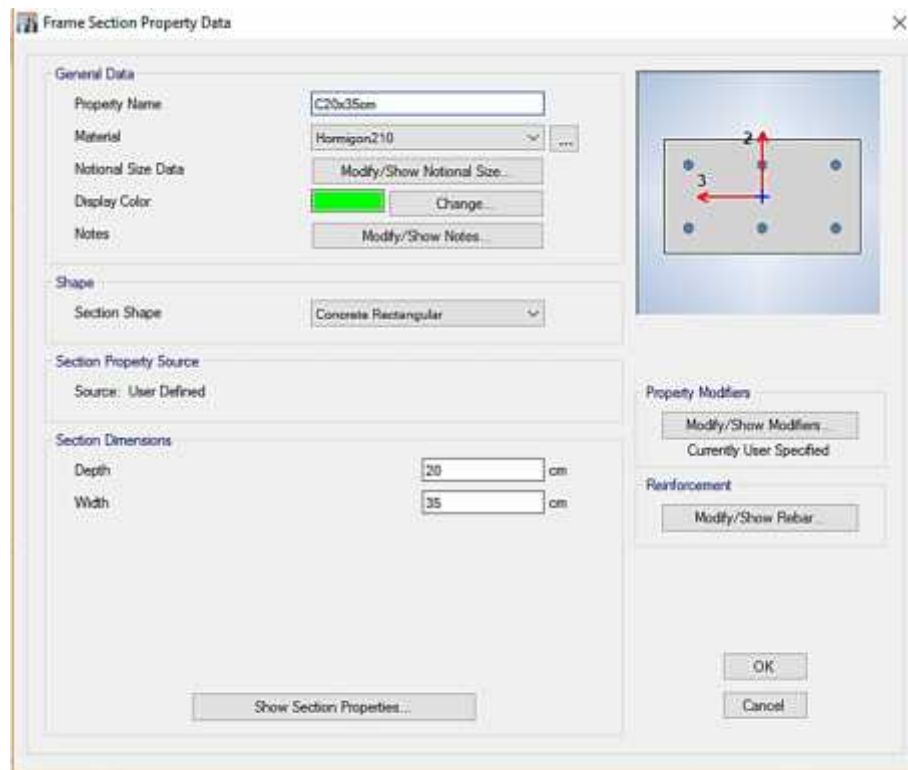 Frame Section Property Data
General Data
Property Name C20x35cm
Material Hormigon210 ...
Notional Size Data Modify/Show Notional Size...
Display Color Change...
Notes Modify/Show Notes...
Shape
Section Shape Concrete Rectangular
Section Property Source
Source: User Defined
Section Dimensions
Depth 20 cm
Width 35 cm
Show Section Properties...
2
3
Property Modifiers
Modify/Show Modifiers...
Currently User Specified
Reinforcement
Modify/Show Rebar...
OK
Cancel